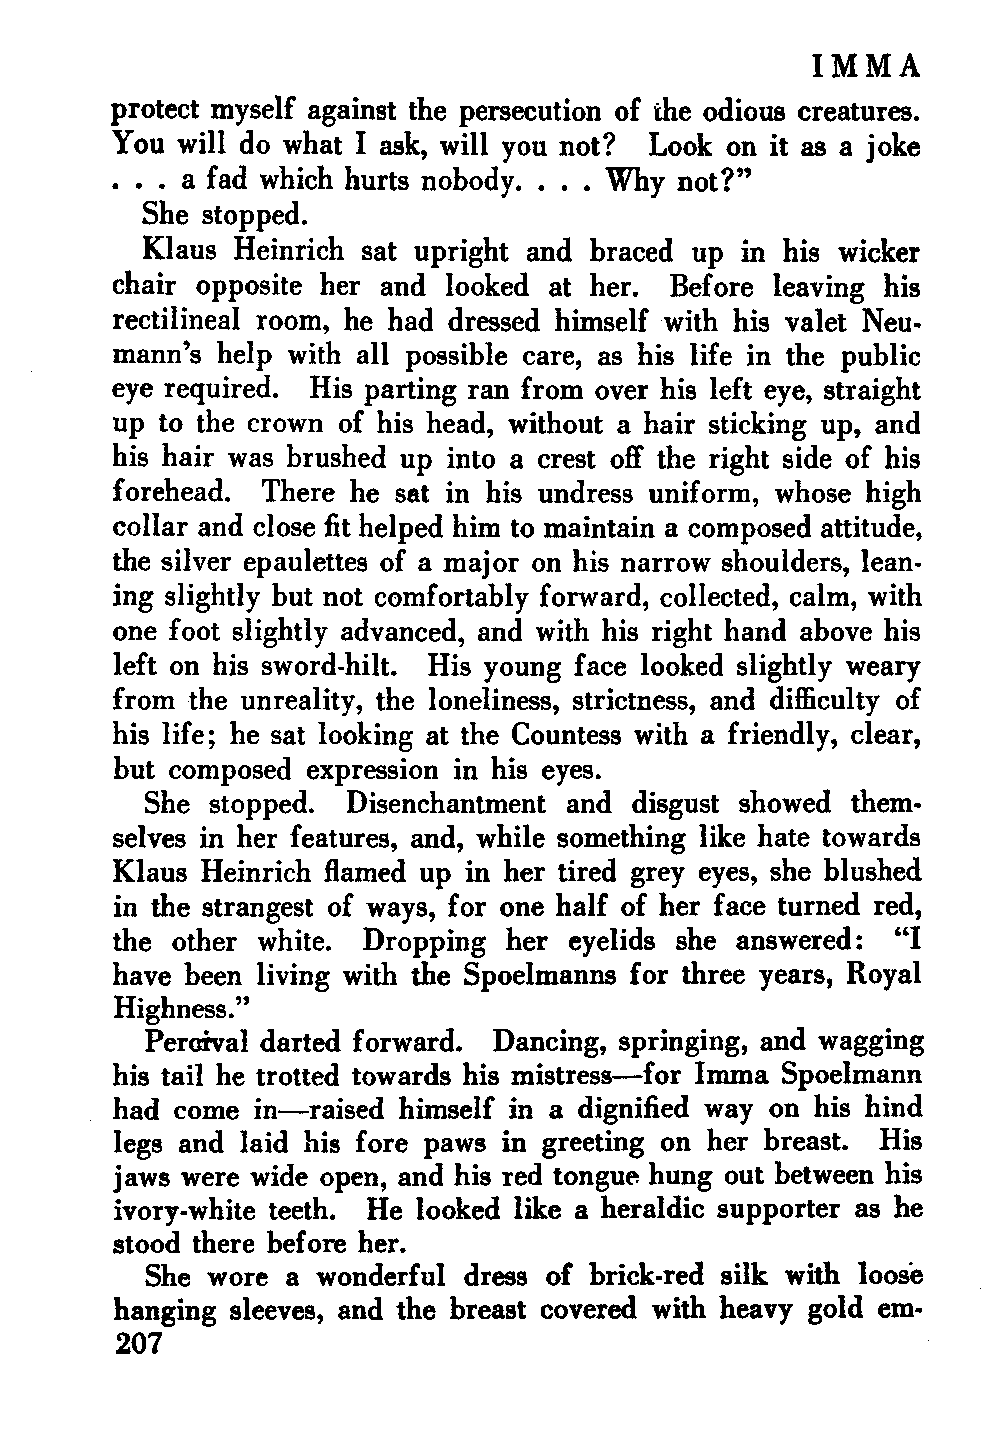 IMMA
protect myself against the persecution of the odious creatures.
You will do what I ask, will you not? Look on it as a joke
. . . a fad which hurts nobody. . . . Why not?”
She stopped.
Klaus Heinrich sat upright and braced up in his wicker
chair opposite her and looked at her. Before leaving his
rectilineal room, he had dressed himself with his valet Neu-
mann’s help with all possible care, as his life in the public
eye required. His parting ran from over his left eye, straight
up to the crown of his head, without a hair sticking up, and
his hair was brushed up into a crest off the right side of his
forehead. There he sat in his undress uniform, whose high
collar and close fit helped him to maintain a composed attitude,
the silver epaulettes of a major on his narrow shoulders, lean-
ing slightly but not comfortably forward, collected, calm, with
one foot slightly advanced, and with his right hand above his
left on his sword-hilt. His young face looked slightly weary
from the unreality, the loneliness, strictness, and difficulty of
his life; he sat looking at the Countess with a friendly, clear,
but composed expression in his eyes.
She stopped. Disenchantment and disgust showed them-
selves in her features, and, while something like hate towards
Klaus Heinrich flamed up in her tired grey eyes, she blushed
in the strangest of ways, for one half of her face turned red,
the other white. Dropping her eyelids she answered: “I
have been living with the Spoelmanns for three years, Royal
Highness.”
Percival darted forward. Dancing, springing, and wagging
his tail he trotted towards his mistress—for Imma Spoelmann
had come in—raised himself in a dignified way on his hind
legs and laid his fore paws in greeting on her breast. His
jaws were wide open, and his red tongue hung out between his
ivory-white teeth. He looked like a heraldic supporter as he
stood there before her.
She wore a wonderful dress of brick-red silk with loose
hanging sleeves, and the breast covered with heavy gold em-
207